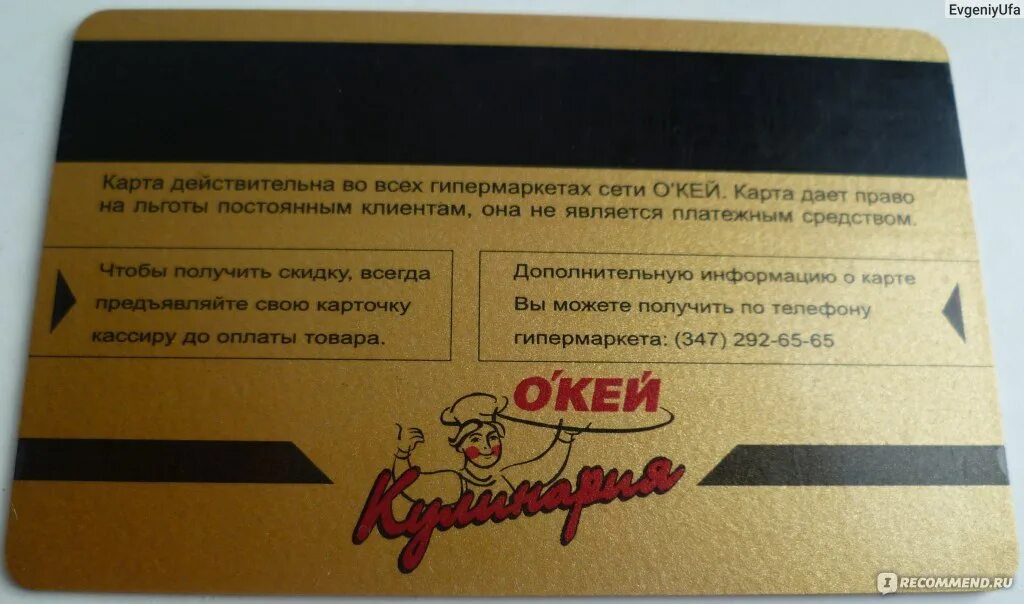 EvgeniyUfa
Карта действительна во всех гипермаркетах сети О'КЕЙ. Карта дает право
на льготы постоянным клиентам, она не является платежным средством.
Чтобы получить скидку, всегда
предъявляйте свою карточку
кассиру до оплаты товара.
Дополнительную информацию о карте
Вы можете получить по телефону
гипермаркета: (347) 292-65-65
О'КЕЙ
Кулинария
IRECOMMEND.RU